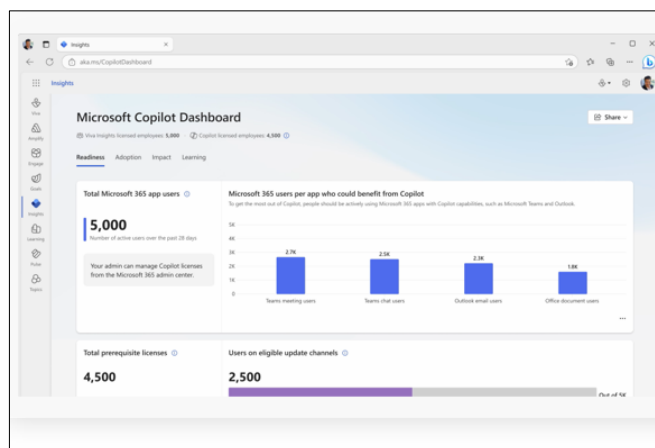 Insights
aka.ms/CopilotDashboard
Insights
Viva
Amplify
Engage
Goals
Insights
Learning
Pulse
Topics
Microsoft Copilot Dashboard
Viva Insights licensed employees: 5,000
Copilot licensed employees: 4,500
Share
Readiness Adoption Impact Learning
Total Microsoft 365 app users
5,000
Number of active users over the past 28 days
Your admin can manage Copilot licenses
from the Microsoft 365 admin center.
Microsoft 365 users per app who could benefit from Copilot
To get the most out of Copilot, people should be actively using Microsoft 365 apps with Copilot capabilities, such as Microsoft Teams and Outlook.
5K
4K
3K
2K
1K
0
2.7K
2.5K
2.3K
1.8K
Teams meeting users
Teams chat users
Outlook email users
Office document users
Total prerequisite licenses
4,500
Users on eligible update channels
2,500
Out of 5K